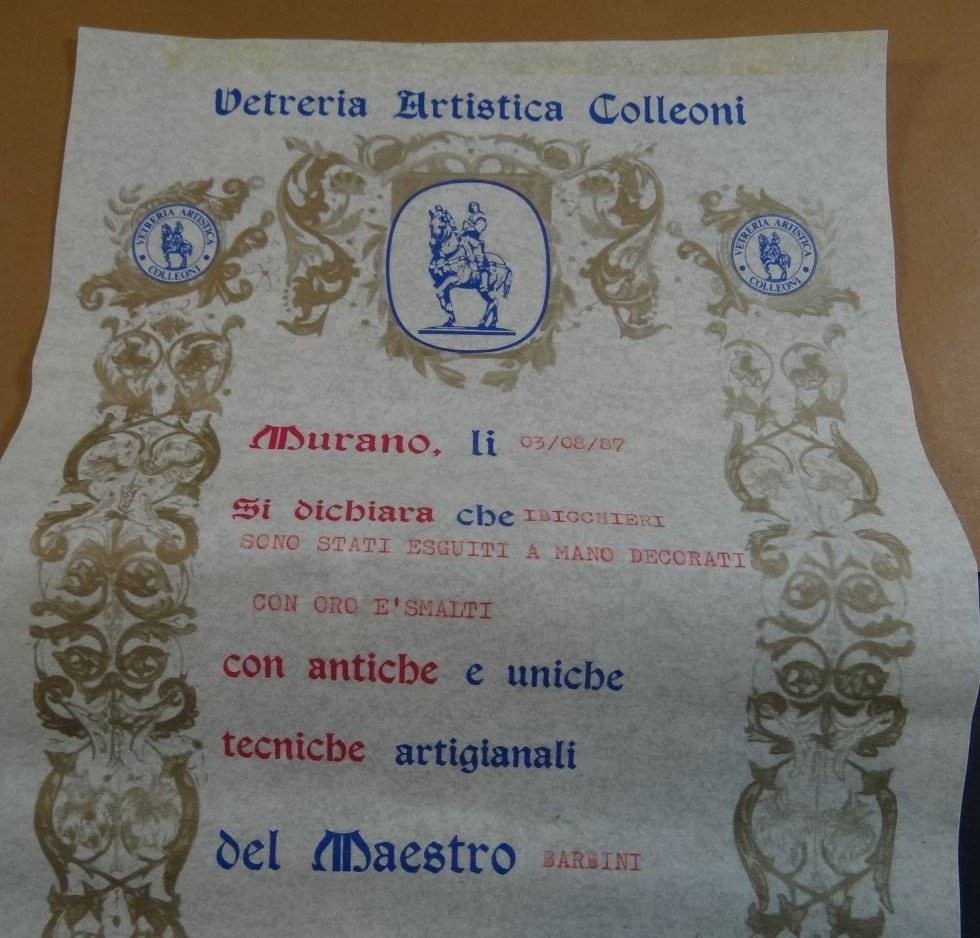 Vetreria Artistica Colleoni
VETRERIA ARTISTICA
• COLLEONI •
VETRERIA ARTISTICA
• COLLEONI •
Murano, li 03/08/87
Si dichiara che IBICCHIERI
SONO STATI ESGUITI A MANO DECORATI
CON ORO E'SMALTI
con antiche e uniche
tecniche artigianali
del Maestro BARBINI